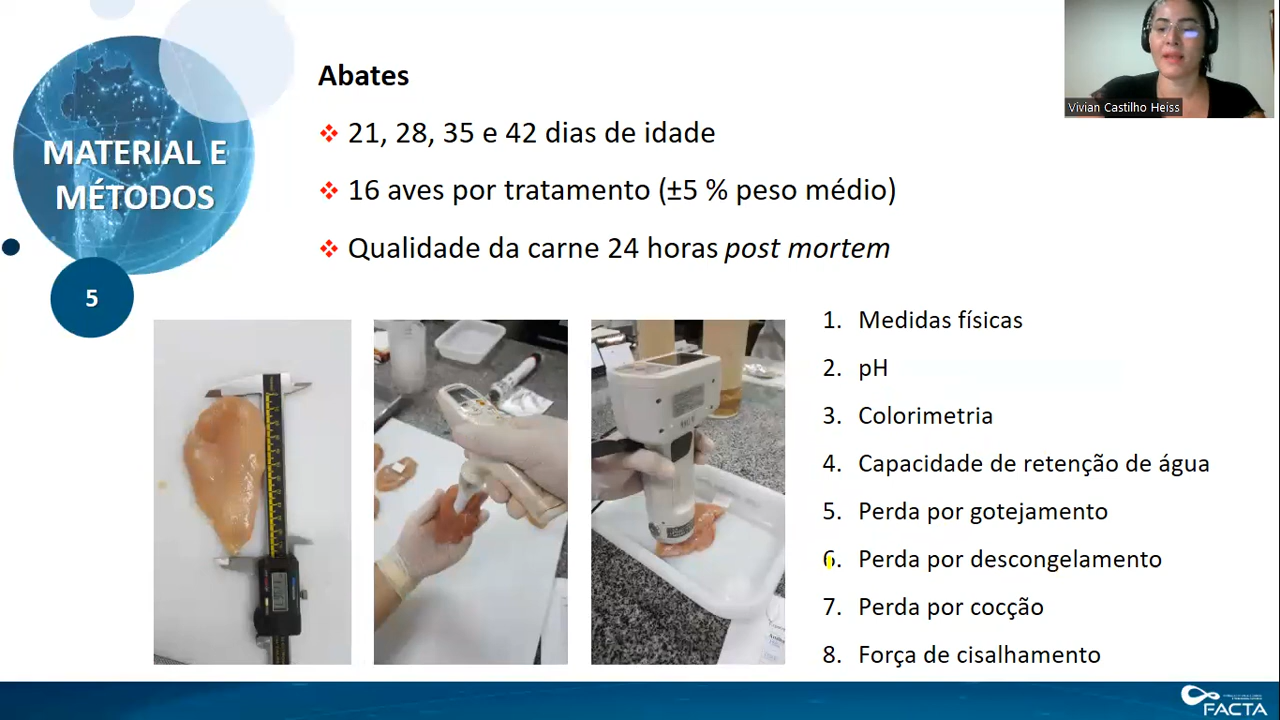 MATERIAL E
MÉTODOS
5
Abates
21, 28, 35 e 42 dias de idade
16 aves por tratamento (±5 % peso médio)
Qualidade da carne 24 horas post mortem
1. Medidas físicas
2. pH
3. Colorimetria
4. Capacidade de retenção de água
5. Perda por gotejamento
6. Perda por descongelamento
7. Perda por cocção
8. Força de cisalhamento
Vivian Castilho Heiss
FACTA